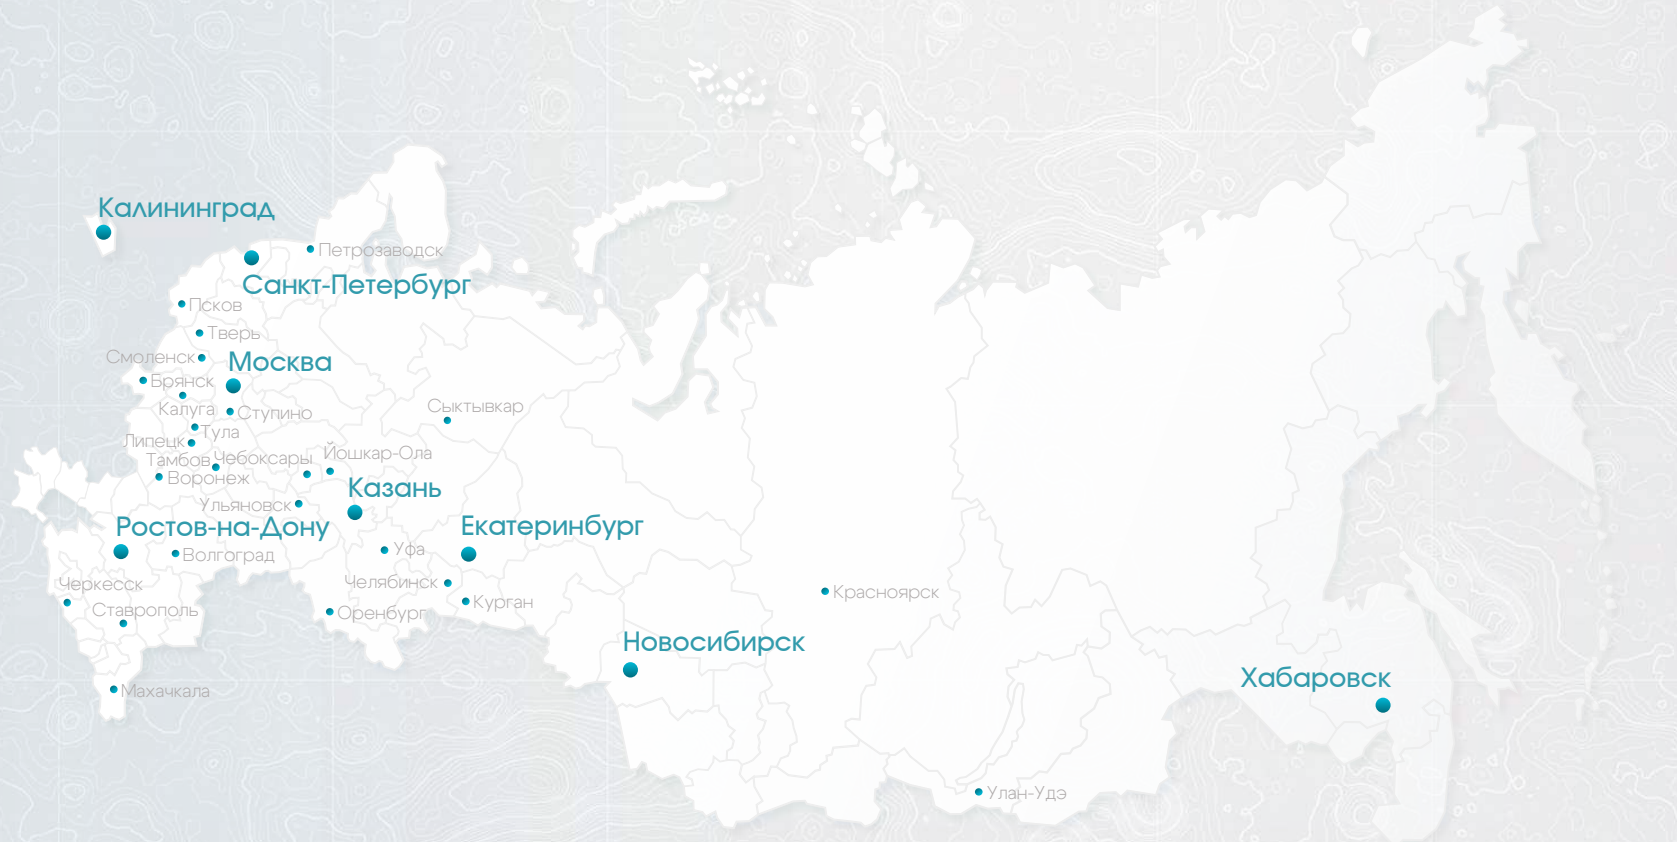 Калининград
Петрозаводск
Санкт-Петербург
Псков
Тверь
Смоленск
Москва
Брянск
Калуга
Ступино
Сыктывкар
Тула
Липецк
Йошкар-Ола
Тамбов
Чебоксары
Воронеж
Казань
Ульяновск
Ростов-на-Дону
Екатеринбург
Уфа
Волгоград
Челябинск
Черкесск
Красноярск
Курган
Ставрополь
Оренбург
Новосибирск
Хабаровск
Махачкала
Улан-Удэ